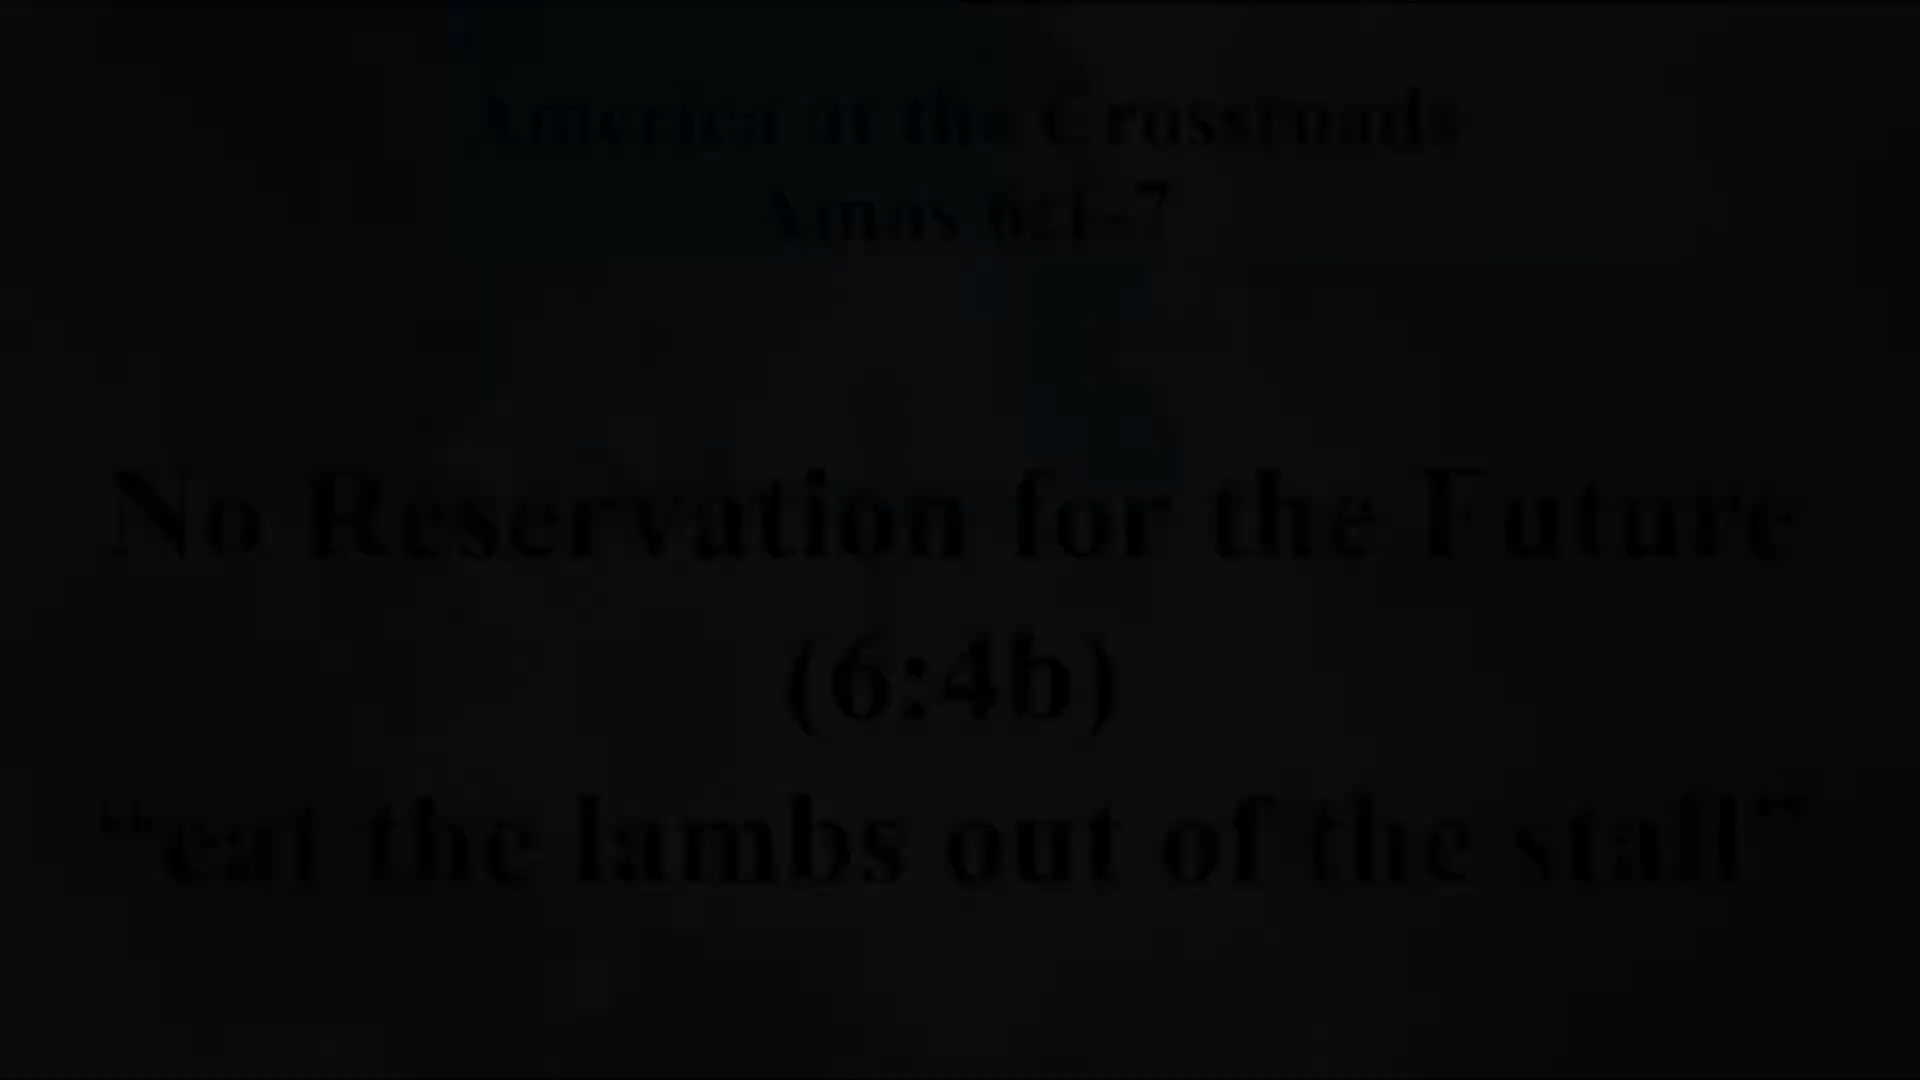 America at the Crossroads
Amos 6:1-7
No Reservation for the Future
(6:4b)
“eat the lambs out of the stall”